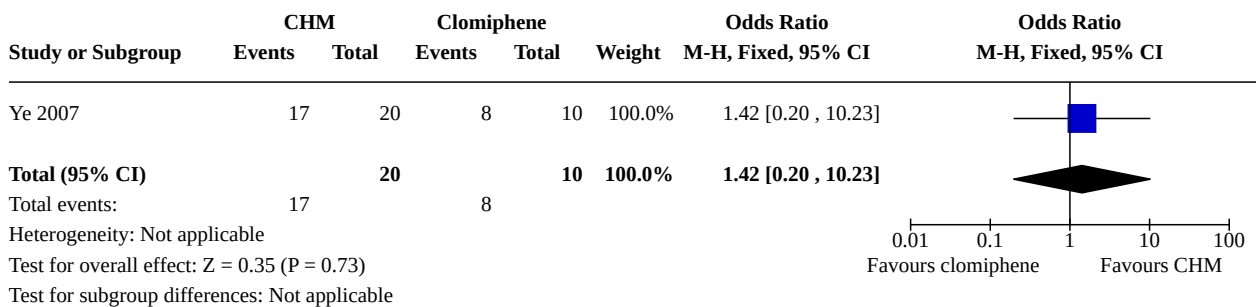 CHM Clomiphene Odds Ratio Odds Ratio
Study or Subgroup Events Total Events Total Weight M-H, Fixed, 95% CI M-H, Fixed, 95% CI
Ye 2007 17 20 8 10 100.0% 1.42 [0.20 , 10.23]
Total (95% CI) 20 10 100.0% 1.42 [0.20 , 10.23]
Total events: 17 8
Heterogeneity: Not applicable
0.01 0.1 1 10 100
Test for overall effect: Z = 0.35 (P = 0.73)
Favours clomiphene Favours CHM
Test for subgroup differences: Not applicable